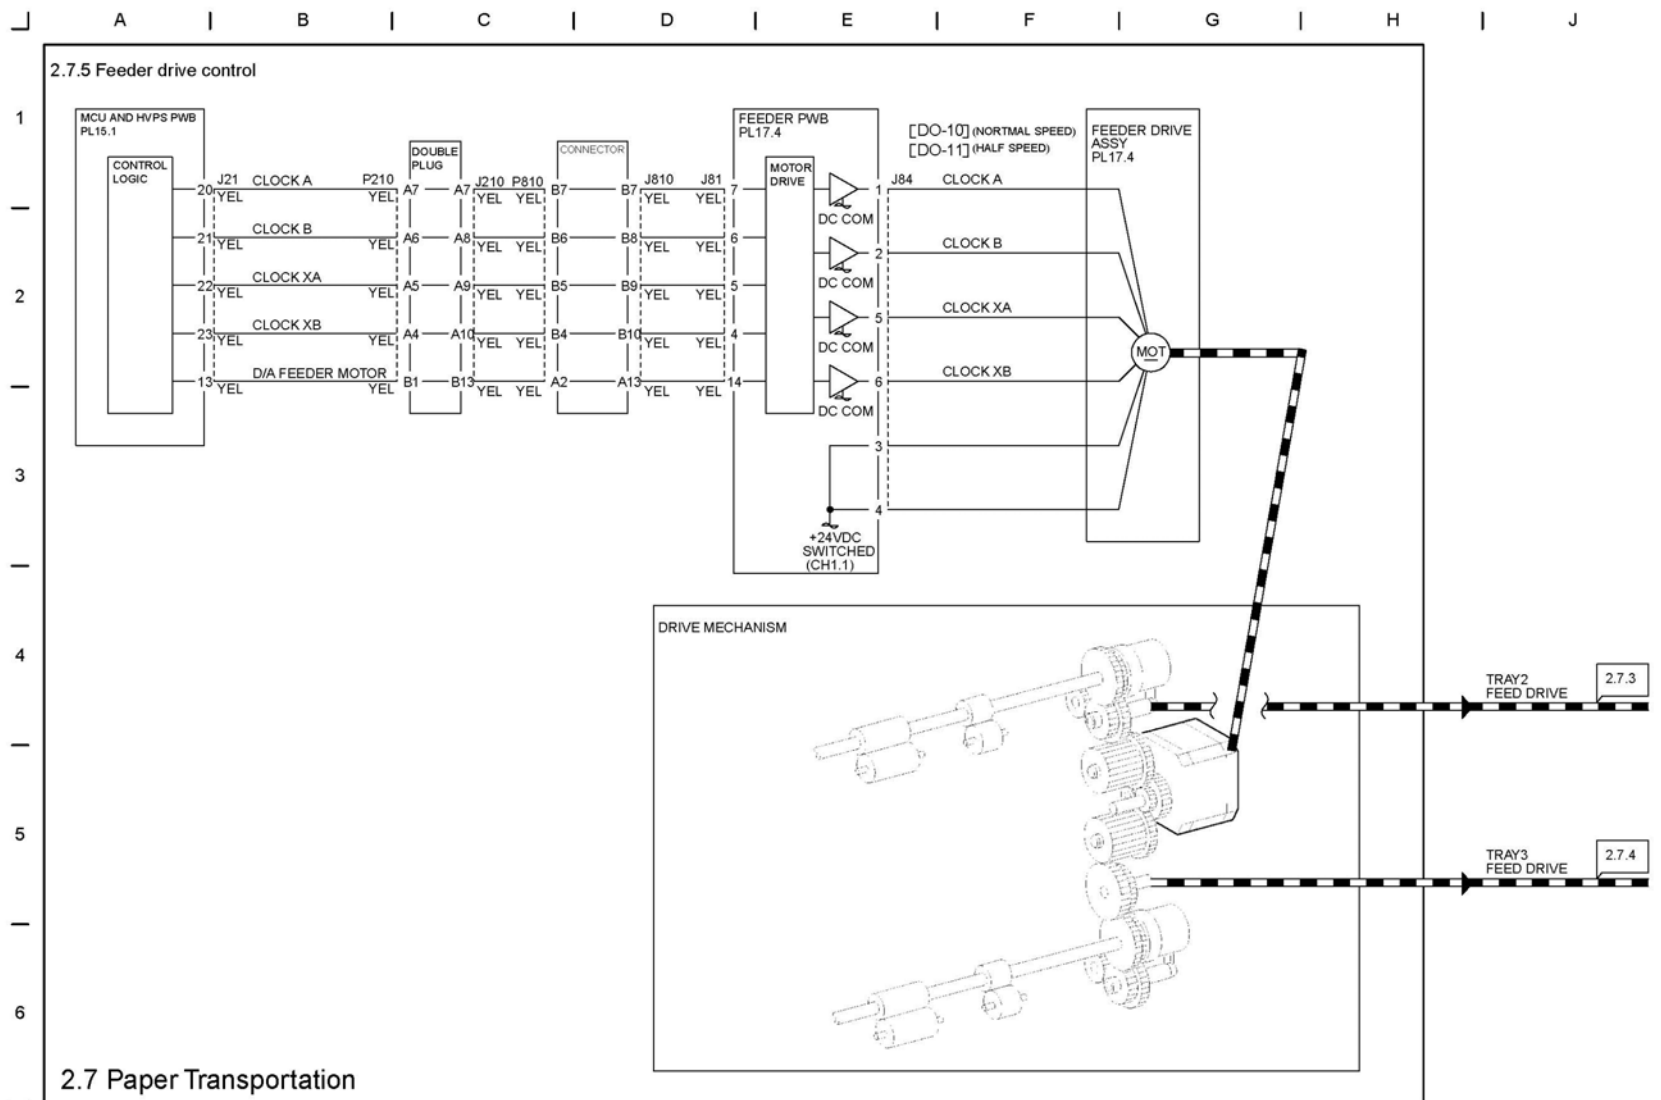 A B C D E F G H J
2.7.5 Feeder drive control
1
2
3
4
5
6
MCU AND HVPS PWB
PL15.1
CONTROL
LOGIC
20 J21 CLOCK A P210 A7
YEL YEL
21 CLOCK B A6
YEL YEL
22 CLOCK XA A5
YEL YEL
23 CLOCK XB A4
YEL YEL
13 D/A FEEDER MOTOR B1
YEL YEL
DOUBLE
PLUG
A7 J210 P810 B7
YEL YEL
A8 B6
YEL YEL
A9 B5
YEL YEL
A10 B4
YEL YEL
B13 A2
YEL YEL
CONNECTOR
B7 J810 J81 7
YEL YEL
B8 6
YEL YEL
B9 5
YEL YEL
B10 4
YEL YEL
A13 14
YEL YEL
FEEDER PWB
PL17.4
MOTOR
DRIVE
DC COM
DC COM
DC COM
DC COM
+24VDC
SWITCHED
(CH1.1)
[DO-10] (NORTMAL SPEED)
[DO-11] (HALF SPEED)
1 J84 CLOCK A
2 CLOCK B
5 CLOCK XA
6 CLOCK XB
3
4
FEEDER DRIVE
ASSY
PL17.4
MOT
DRIVE MECHANISM
TRAY2
FEED DRIVE
2.7.3
TRAY3
FEED DRIVE
2.7.4
2.7 Paper Transportation